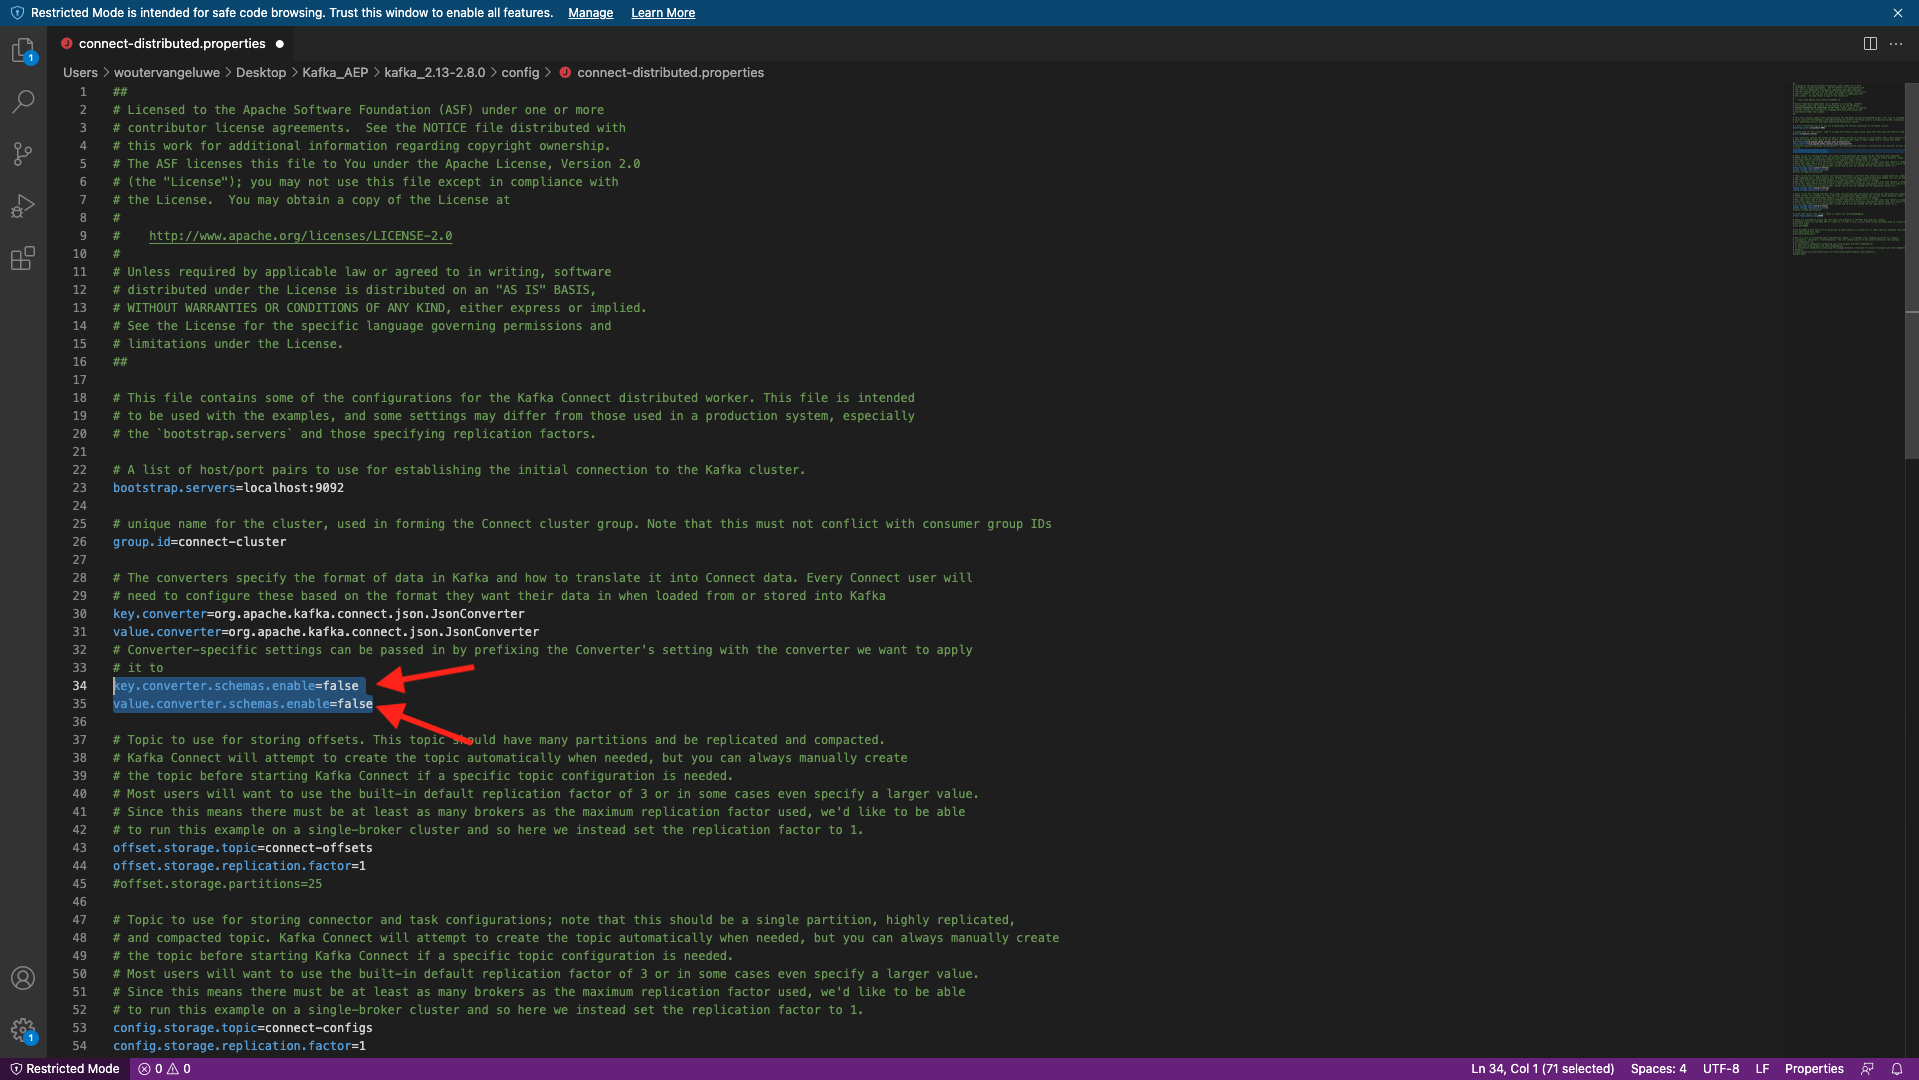 Restricted Mode is intended for safe code browsing. Trust this window to enable all features. Manage Learn More
1
connect-distributed.properties
Users > woutervangeluwe > Desktop > Kafka_AEP > kafka_2.13-2.8.0 > config > connect-distributed.properties
1 ##
2 # Licensed to the Apache Software Foundation (ASF) under one or more
3 # contributor license agreements.  See the NOTICE file distributed with
4 # this work for additional information regarding copyright ownership.
5 # The ASF licenses this file to You under the Apache License, Version 2.0
6 # (the "License"); you may not use this file except in compliance with
7 # the License.  You may obtain a copy of the License at
8 #
9 #    http://www.apache.org/licenses/LICENSE-2.0
10 #
11 # Unless required by applicable law or agreed to in writing, software
12 # distributed under the License is distributed on an "AS IS" BASIS,
13 # WITHOUT WARRANTIES OR CONDITIONS OF ANY KIND, either express or implied.
14 # See the License for the specific language governing permissions and
15 # limitations under the License.
16 ##
17
18 # This file contains some of the configurations for the Kafka Connect distributed worker. This file is intended
19 # to be used with the examples, and some settings may differ from those used in a production system, especially
20 # the `bootstrap.servers` and those specifying replication factors.
21
22 # A list of host/port pairs to use for establishing the initial connection to the Kafka cluster.
23 bootstrap.servers=localhost:9092
24
25 # unique name for the cluster, used in forming the Connect cluster group. Note that this must not conflict with consumer group IDs
26 group.id=connect-cluster
27
28 # The converters specify the format of data in Kafka and how to translate it into Connect data. Every Connect user will
29 # need to configure these based on the format they want their data in when loaded from or stored into Kafka
30 key.converter=org.apache.kafka.connect.json.JsonConverter
31 value.converter=org.apache.kafka.connect.json.JsonConverter
32 # Converter-specific settings can be passed in by prefixing the Converter's setting with the converter we want to apply
33 # it to
34 key.converter.schemas.enable=false
35 value.converter.schemas.enable=false
36
37 # Topic to use for storing offsets. This topic should have many partitions and be replicated and compacted.
38 # Kafka Connect will attempt to create the topic automatically when needed, but you can always manually create
39 # the topic before starting Kafka Connect if a specific topic configuration is needed.
40 # Most users will want to use the built-in default replication factor of 3 or in some cases even specify a larger value.
41 # Since this means there must be at least as many brokers as the maximum replication factor used, we'd like to be able
42 # to run this example on a single-broker cluster and so here we instead set the replication factor to 1.
43 offset.storage.topic=connect-offsets
44 offset.storage.replication.factor=1
45 #offset.storage.partitions=25
46
47 # Topic to use for storing connector and task configurations; note that this should be a single partition, highly replicated,
48 # and compacted topic. Kafka Connect will attempt to create the topic automatically when needed, but you can always manually create
49 # the topic before starting Kafka Connect if a specific topic configuration is needed.
50 # Most users will want to use the built-in default replication factor of 3 or in some cases even specify a larger value.
51 # Since this means there must be at least as many brokers as the maximum replication factor used, we'd like to be able
52 # to run this example on a single-broker cluster and so here we instead set the replication factor to 1.
53 config.storage.topic=connect-configs
54 config.storage.replication.factor=1
1
Restricted Mode 0 0 Ln 34, Col 1 (71 selected) Spaces: 4 UTF-8 LF Properties